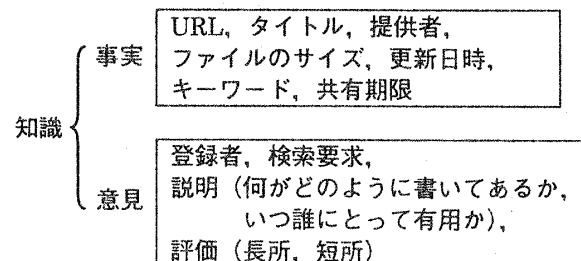 URL，タイトル，提供者，
事実
ファイルのサイズ，更新日時，
キーワード，共有期限
知識
登録者，検索要求，
説明（何がどのように書いてあるか，
意見
いつ誰にとって有用か），
評価（長所，短所）